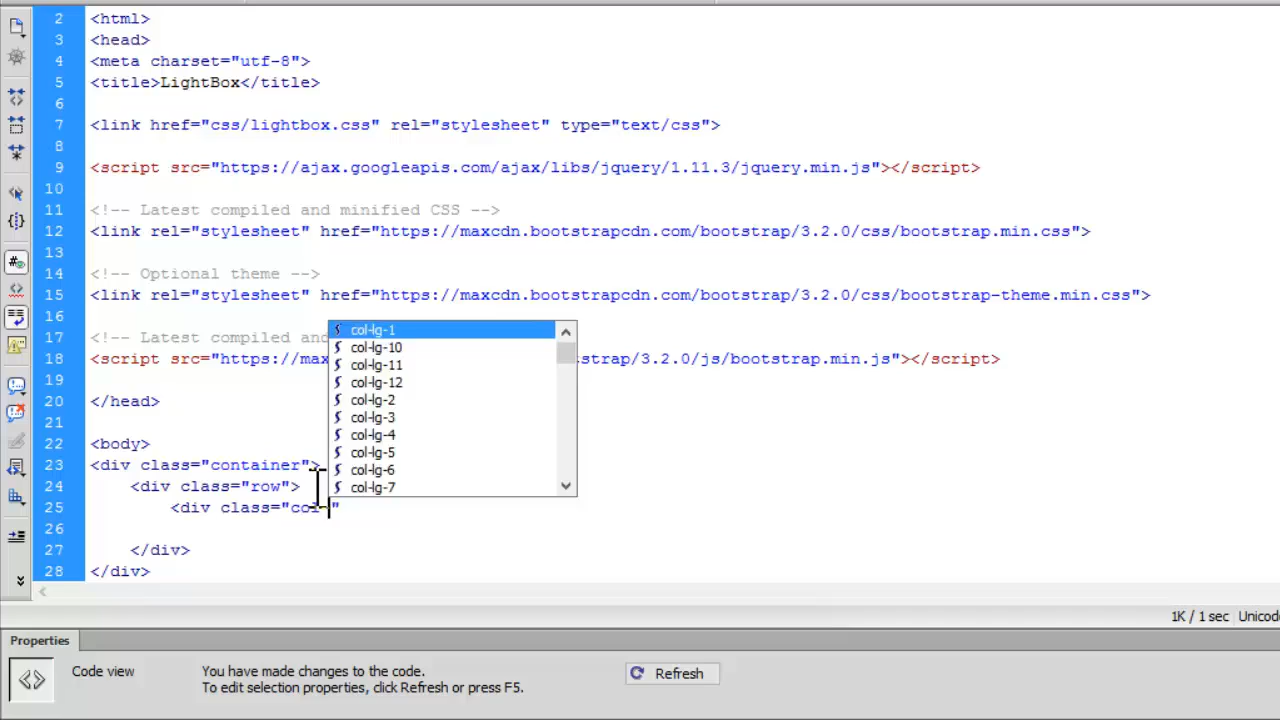 2 <html>
3 <head>
4 <meta charset="utf-8">
5 <title>LightBox</title>
6
7 <link href="css/lightbox.css" rel="stylesheet" type="text/css">
8
9 <script src="https://ajax.googleapis.com/ajax/libs/jquery/1.11.3/jquery.min.js"></script>
10
11 <!-- Latest compiled and minified CSS -->
12 <link rel="stylesheet" href="https://maxcdn.bootstrapcdn.com/bootstrap/3.2.0/css/bootstrap.min.css">
13
14 <!-- Optional theme -->
15 <link rel="stylesheet" href="https://maxcdn.bootstrapcdn.com/bootstrap/3.2.0/css/bootstrap-theme.min.css">
16
17 <!-- Latest compiled and
18 <script src="https://max strap/3.2.0/js/bootstrap.min.js"></script>
19
20 </head>
21
22 <body>
23 <div class="container">
24 <div class="row">
25 <div class="col-"
26
27 </div>
28 </div>
col-lg-1
col-lg-10
col-lg-11
col-lg-12
col-lg-2
col-lg-3
col-lg-4
col-lg-5
col-lg-6
col-lg-7
1K / 1 sec Unicod
Properties
Code view
You have made changes to the code.
To edit selection properties, click Refresh or press F5.
Refresh